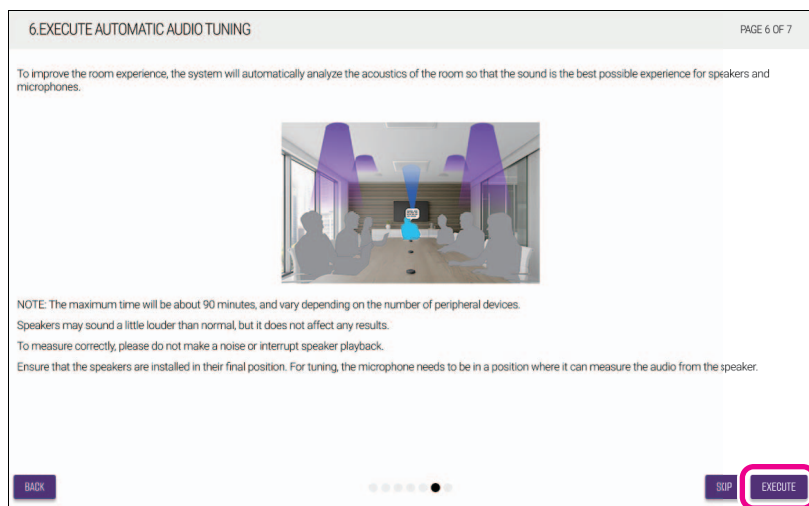 6.EXECUTE AUTOMATIC AUDIO TUNING
PAGE 6 OF 7
To improve the room experience, the system will automatically analyze the acoustics of the room so that the sound is the best possible experience for speakers and
microphones.
NOTE: The maximum time will be about 90 minutes, and vary depending on the number of peripheral devices.
Speakers may sound a little louder than normal, but it does not affect any results.
To measure correctly, please do not make a noise or interrupt speaker playback.
Ensure that the speakers are installed in their final position. For tuning, the microphone needs to be in a position where it can measure the audio from the speaker.
BACK
SKIP
EXECUTE